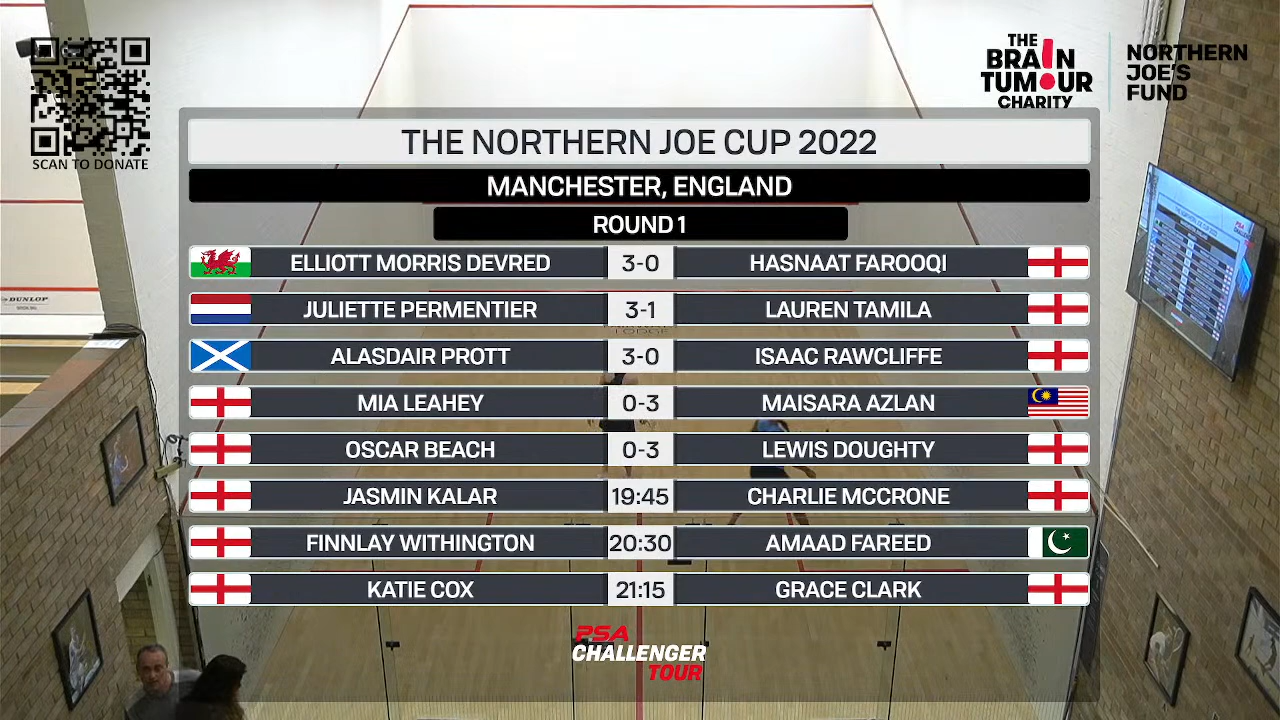 SCAN TO DONATE
THE
BRA!N
TUMOUR
CHARITY
NORTHERN
JOE'S
FUND
THE NORTHERN JOE CUP 2022
MANCHESTER, ENGLAND
ROUND 1
ELLIOTT MORRIS DEVRED 3-0 HASNAAT FAROOQI
JULIETTE PERMENTIER 3-1 LAUREN TAMILA
ALASDAIR PROTT 3-0 ISAAC RAWCLIFFE
MIA LEAHEY 0-3 MAISARA AZLAN
OSCAR BEACH 0-3 LEWIS DOUGHTY
JASMIN KALAR 19:45 CHARLIE MCCRONE
FINNLAY WITHINGTON 20:30 AMAAD FAREED
KATIE COX 21:15 GRACE CLARK
PSA
CHALLENGER
TOUR
DUNLOP